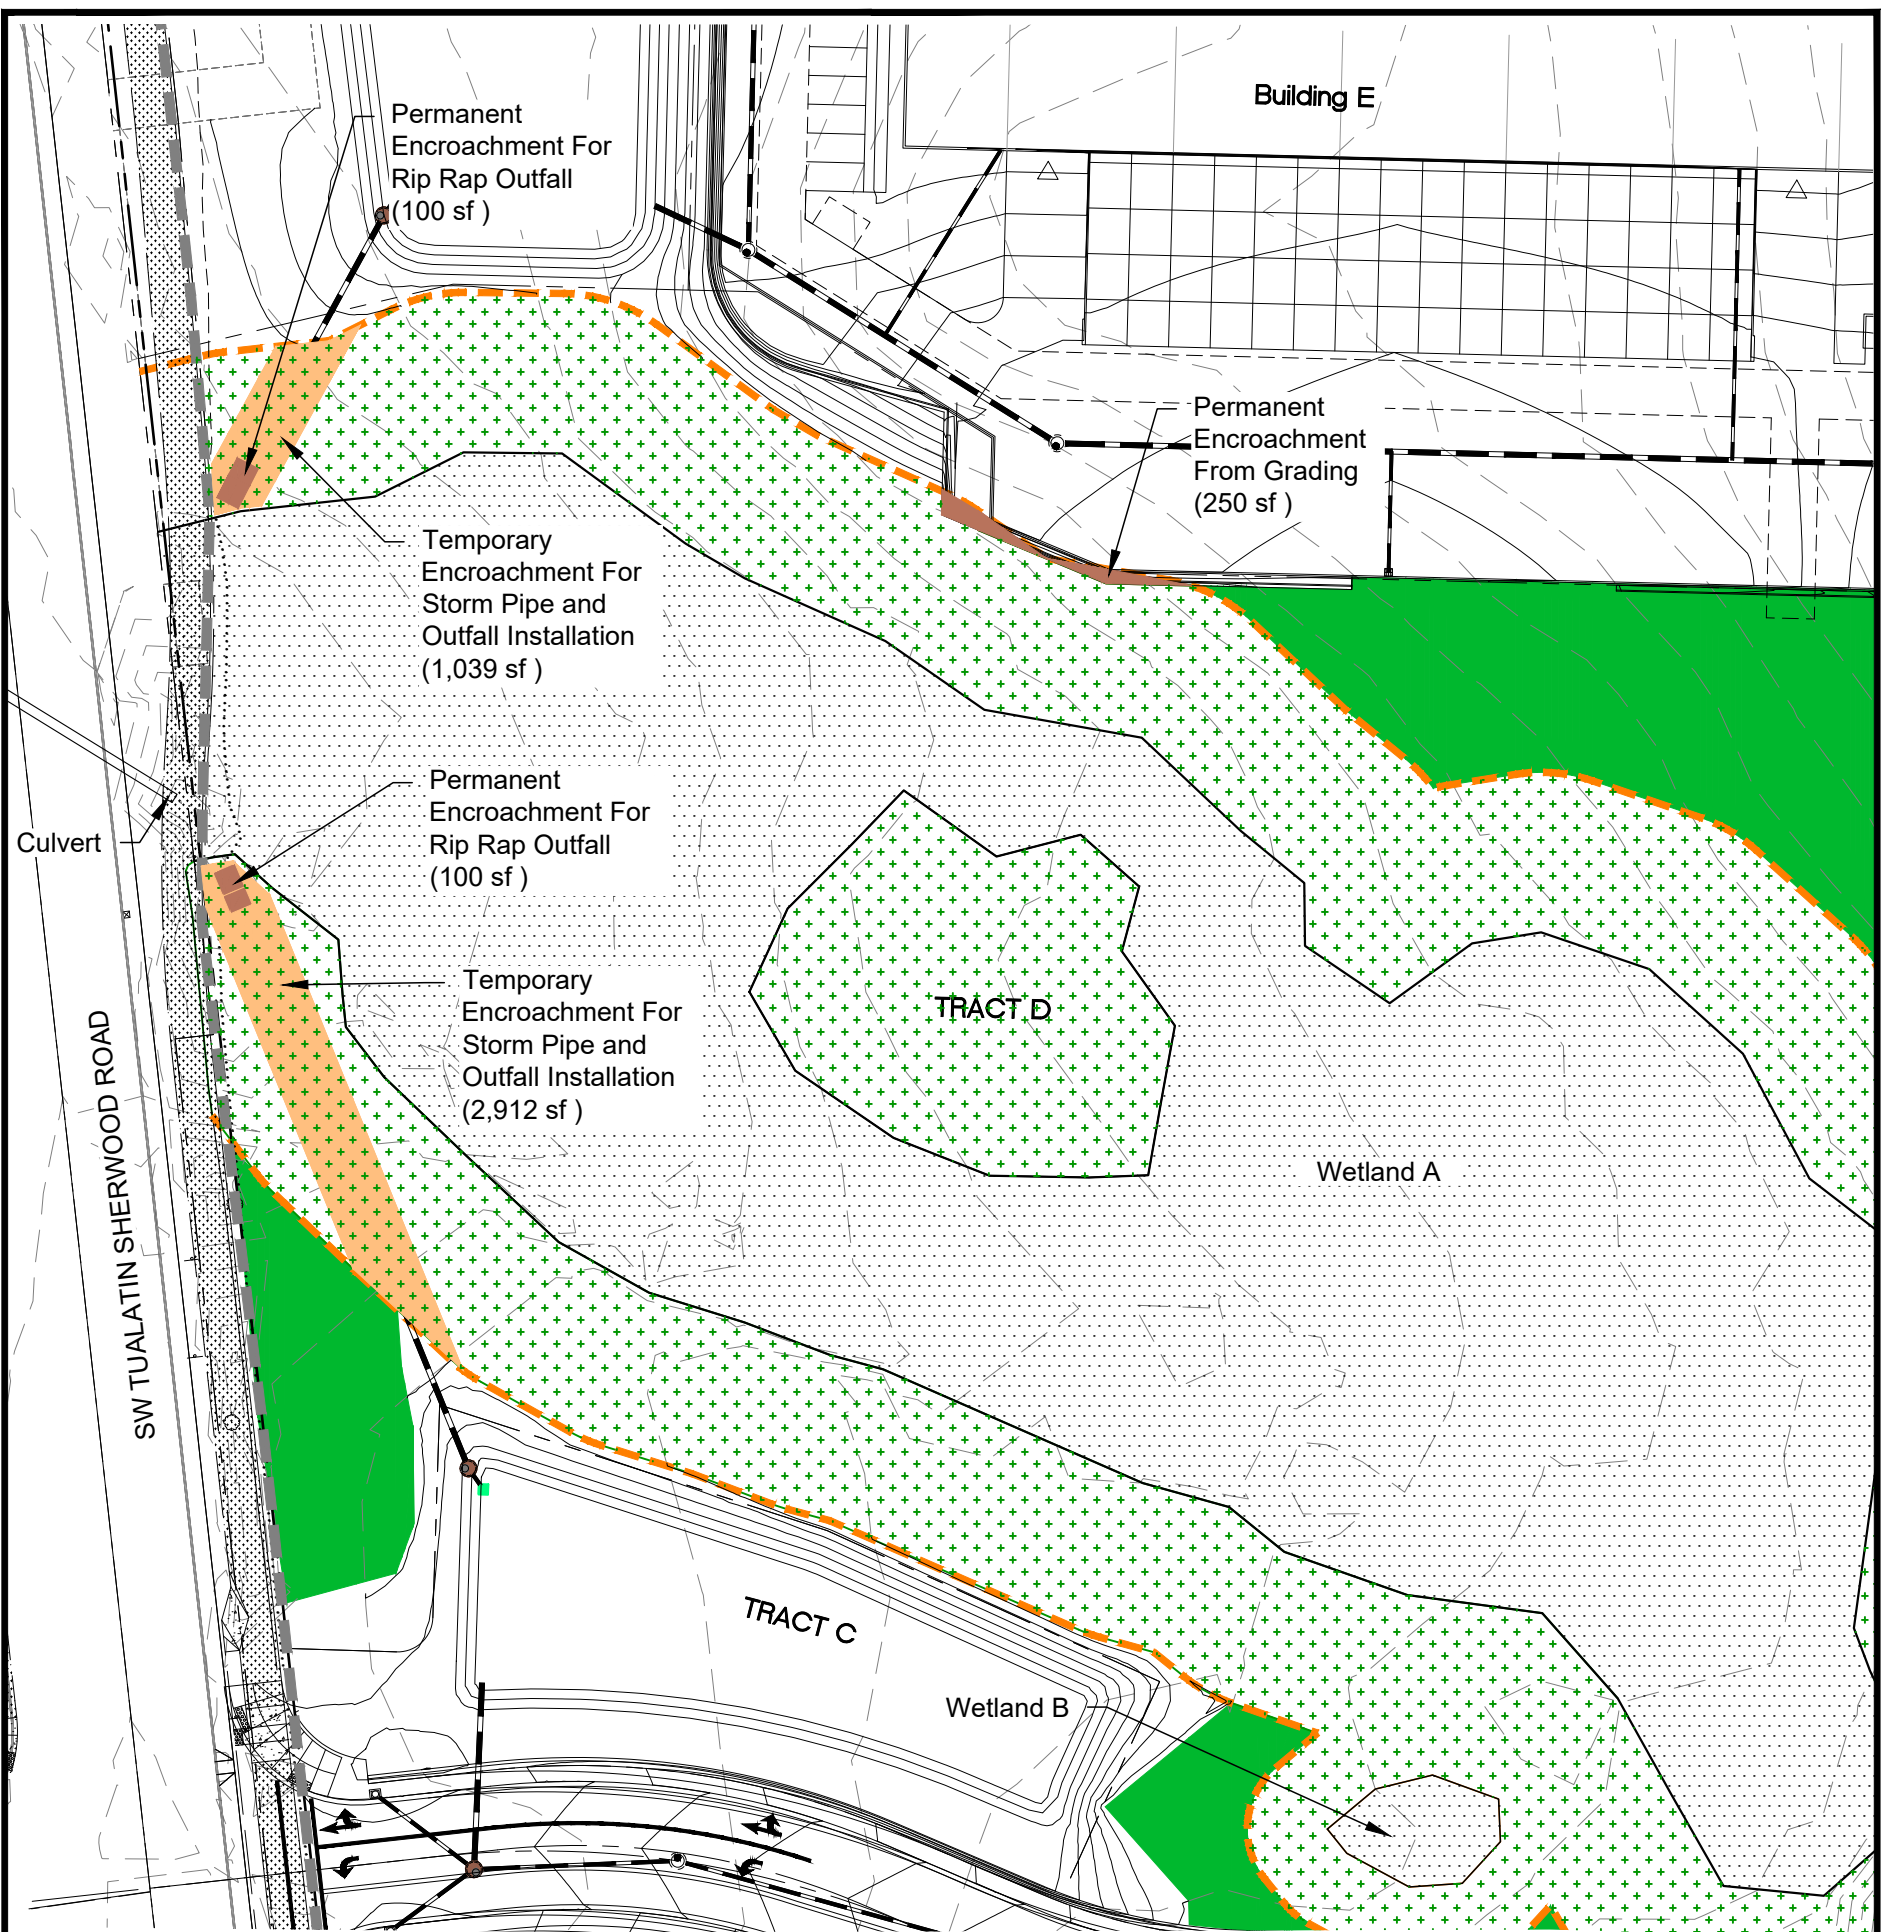 Building E
Permanent
Encroachment For
Rip Rap Outfall
(100 sf )
Permanent
Encroachment
From Grading
(250 sf )
Temporary
Encroachment For
Storm Pipe and
Outfall Installation
(1,039 sf )
Permanent
Encroachment For
Rip Rap Outfall
(100 sf )
Culvert
Temporary
Encroachment For
Storm Pipe and
Outfall Installation
(2,912 sf )
TRACT D
SW TUALATIN SHERWOOD ROAD
Wetland A
TRACT C
Wetland B